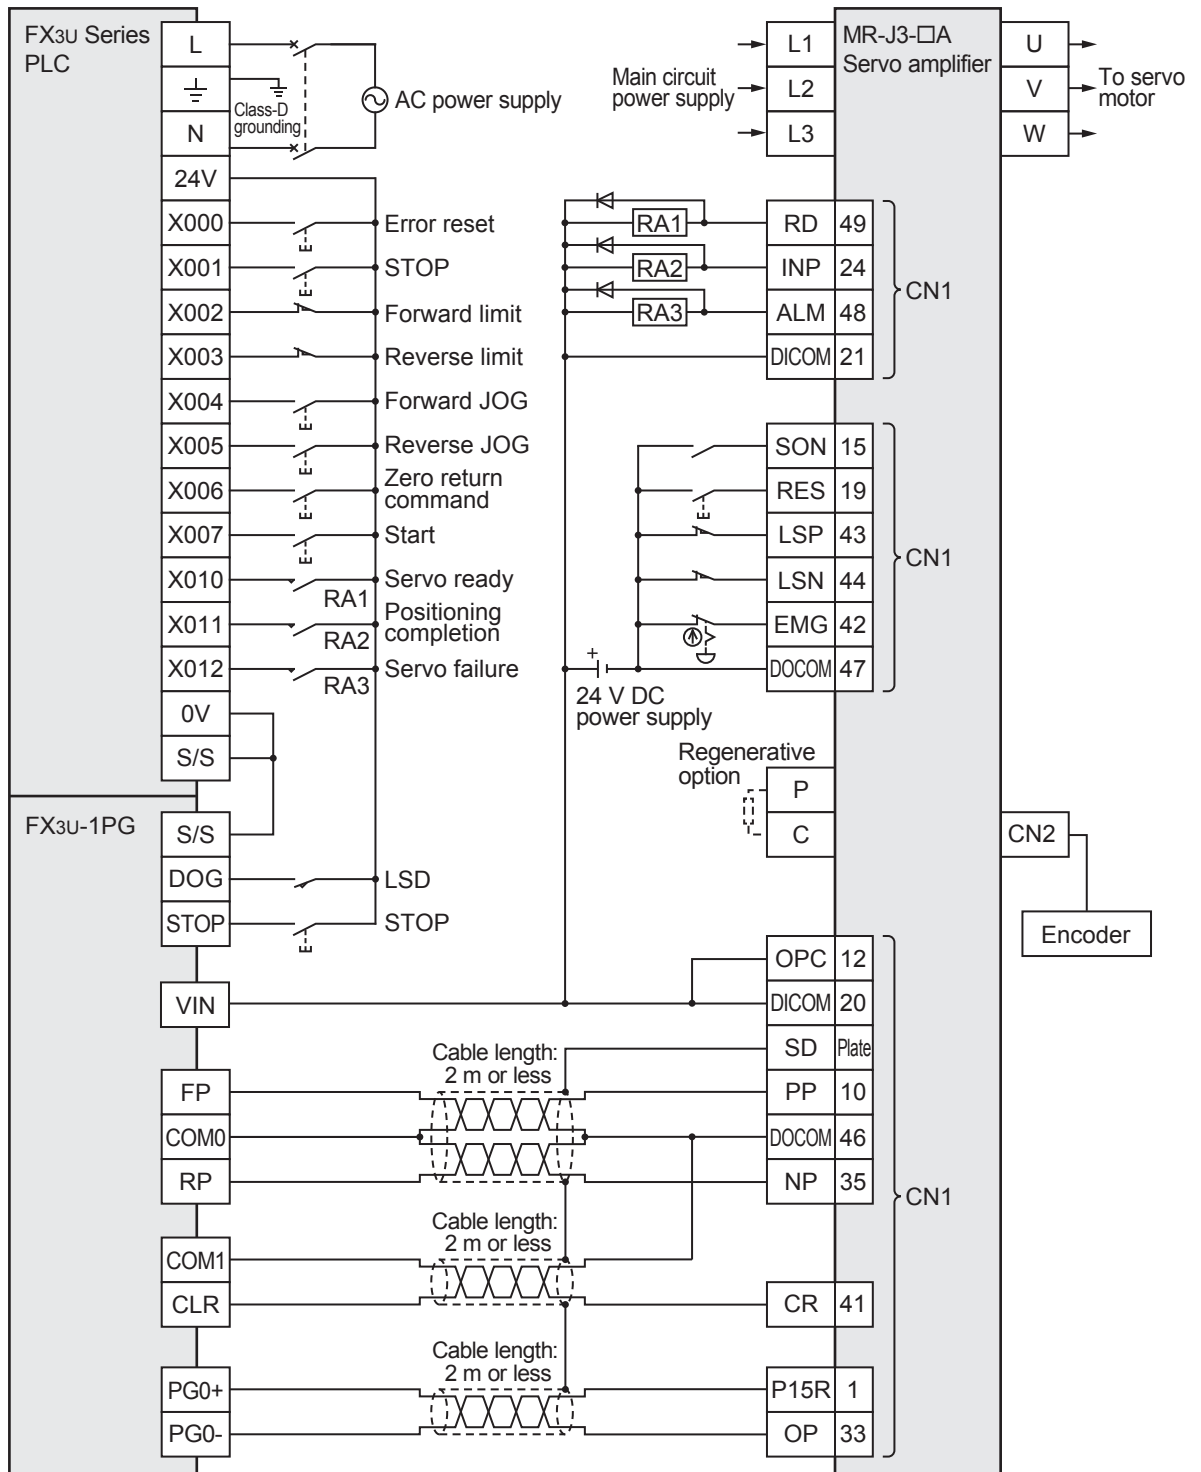 FX3U Series
PLC
L
N
24V
X000
X001
X002
X003
X004
X005
X006
X007
X010
X011
X012
0V
S/S
Class-D
grounding
AC power supply
Error reset
STOP
Forward limit
Reverse limit
Forward JOG
Reverse JOG
Zero return
command
Start
Servo ready
RA1
Positioning
completion
RA2
Servo failure
RA3
FX3U-1PG
S/S
DOG
STOP
LSD
STOP
VIN
FP
COM0
RP
COM1
CLR
PG0+
PG0-
Cable length:
2 m or less
Cable length:
2 m or less
Cable length:
2 m or less
Main circuit
power supply
L1
L2
L3
MR-J3-□A
Servo amplifier
U
V
W
To servo
motor
RA1
RD 49
RA2
INP 24
RA3
ALM 48
DICOM 21
CN1
SON 15
RES 19
LSP 43
LSN 44
EMG 42
DOCOM 47
CN1
+
24 V DC
power supply
Regenerative
option
P
C
CN2
Encoder
OPC 12
DICOM 20
SD Plate
PP 10
DOCOM 46
NP 35
CR 41
P15R 1
OP 33
CN1